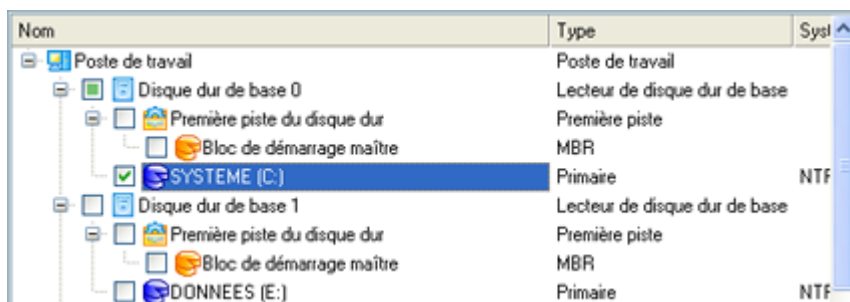 Nom Type Syst
Poste de travail Poste de travail
Disque dur de base 0 Lecteur de disque dur de base
Première piste du disque dur Première piste
Bloc de démarrage maître MBR
SYSTEME (C:) Primaire NTF
Disque dur de base 1 Lecteur de disque dur de base
Première piste du disque dur Première piste
Bloc de démarrage maître MBR
DONNEES (E:) Primaire NTF